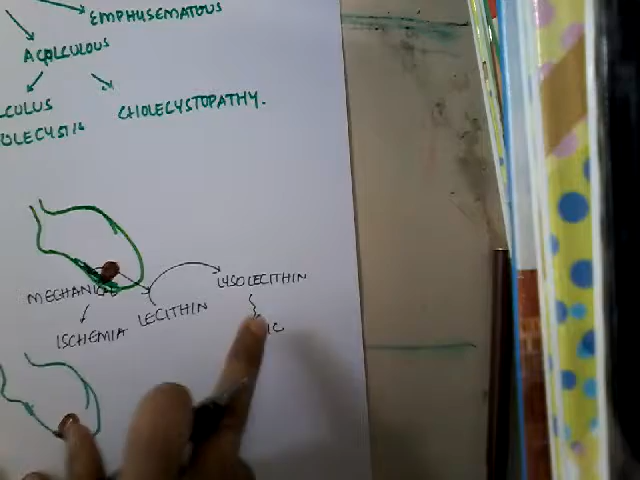 EMPHUSEMATOUS
ACALCULOUS
CHOLECYSTOPATHY.
LYSOLECITHIN
MECHANICAL
LECITHIN
ISCHEMIA